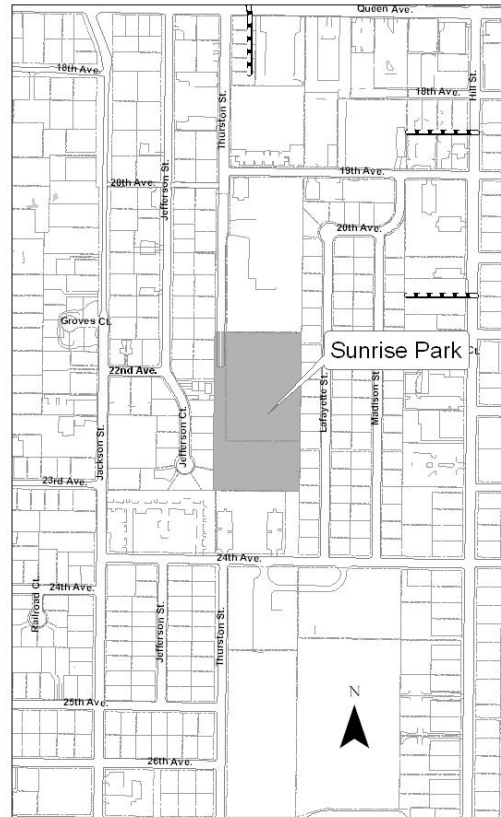 Queen Ave.
18th Ave.
Thurston St.
18th Ave.
Hill St.
Jefferson St.
19th Ave.
20th Ave.
20th Ave.
Groves Ct.
Sunrise Park
Ct.
22nd Ave.
Lafayette St.
Madison St.
Jackson St.
Jefferson Ct.
23rd Ave.
24th Ave.
24th Ave.
Railroad Ct.
Jefferson St.
Thurston St.
25th Ave.
N
26th Ave.